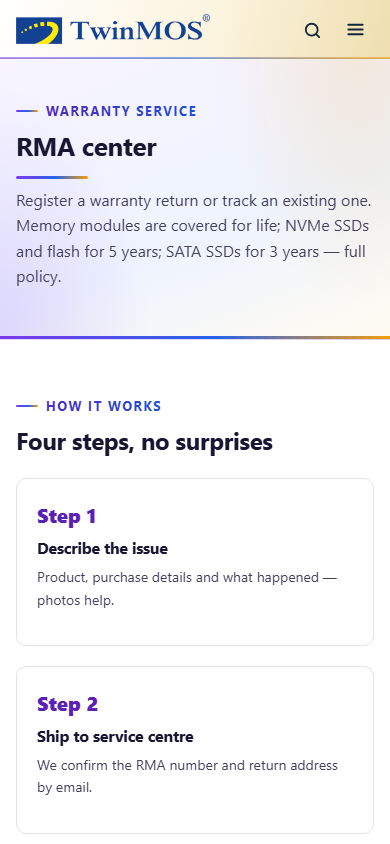 TwinMOS®
WARRANTY SERVICE
RMA center
Register a warranty return or track an existing one.
Memory modules are covered for life; NVMe SSDs
and flash for 5 years; SATA SSDs for 3 years — full
policy.
HOW IT WORKS
Four steps, no surprises
Step 1
Describe the issue
Product, purchase details and what happened —
photos help.
Step 2
Ship to service centre
We confirm the RMA number and return address
by email.